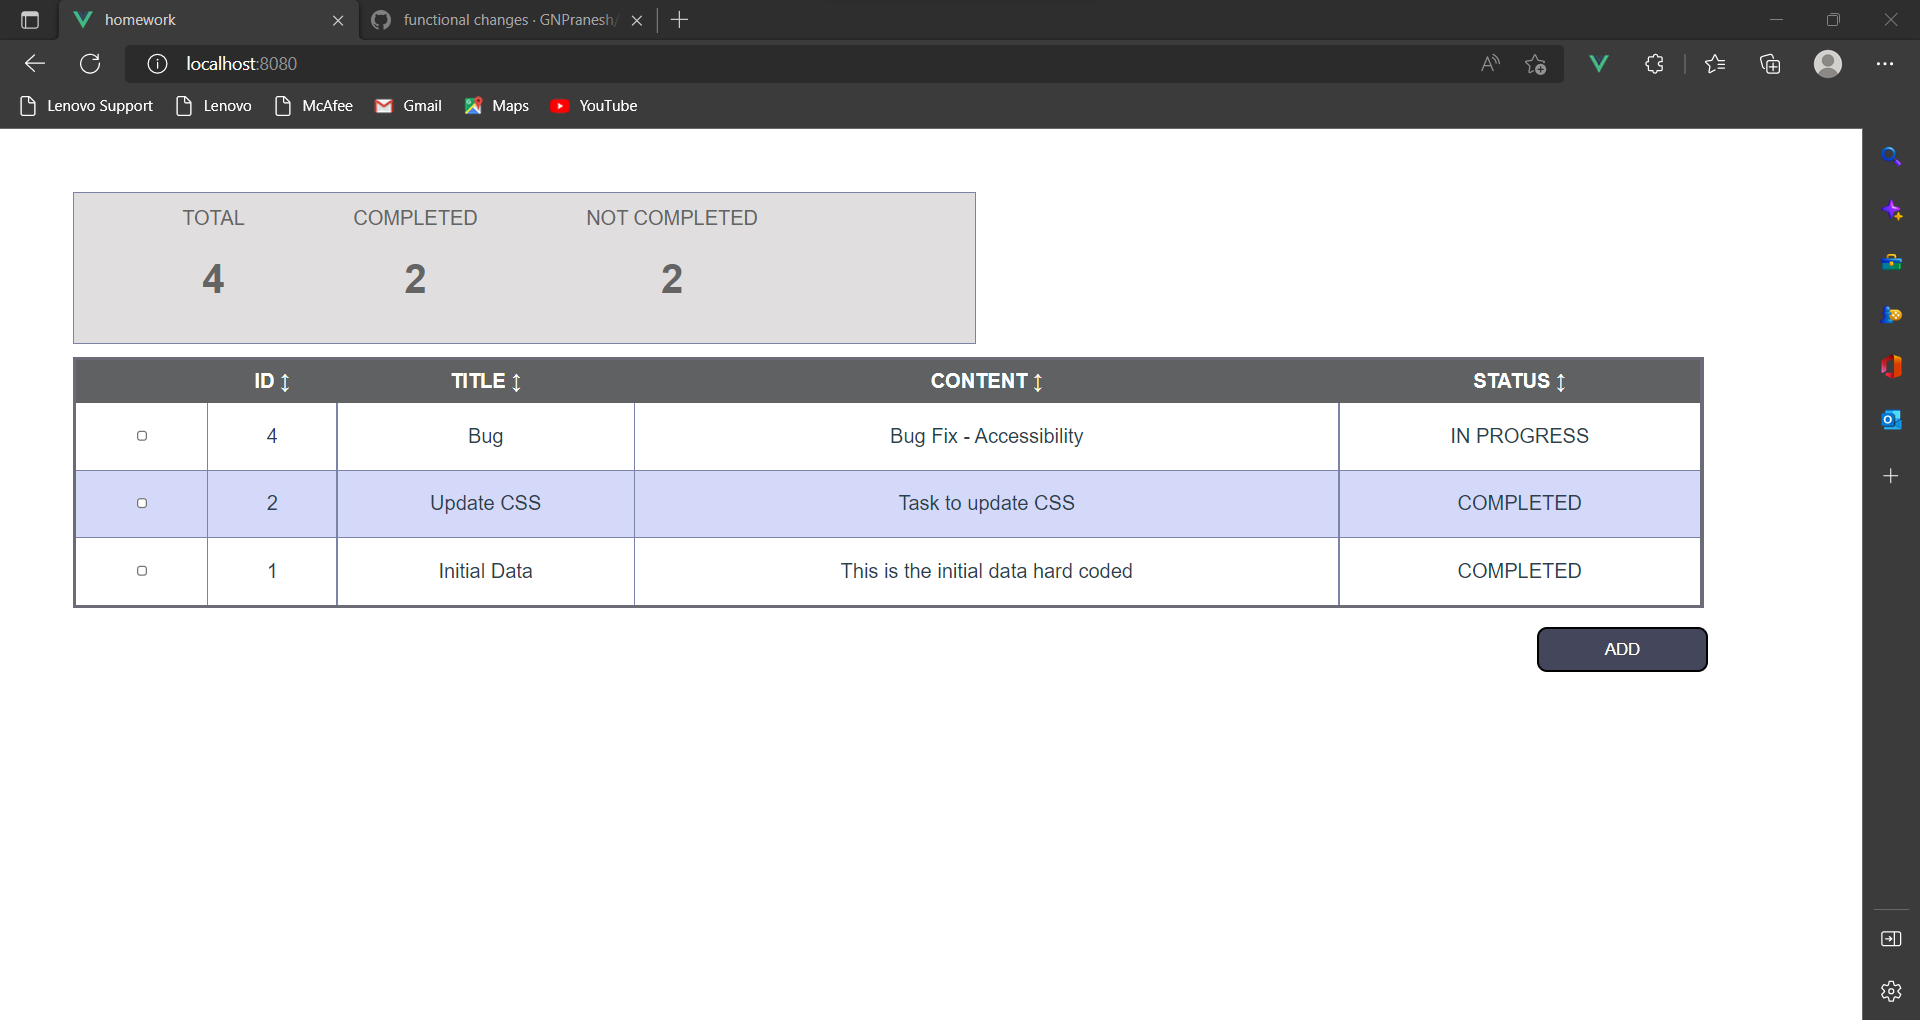 homework
functional changes · GNPranesh/
localhost:8080
Lenovo Support Lenovo McAfee Gmail Maps YouTube
TOTAL COMPLETED NOT COMPLETED
4 2 2
ID TITLE CONTENT STATUS
4 Bug Bug Fix - Accessibility IN PROGRESS
2 Update CSS Task to update CSS COMPLETED
1 Initial Data This is the initial data hard coded COMPLETED
ADD